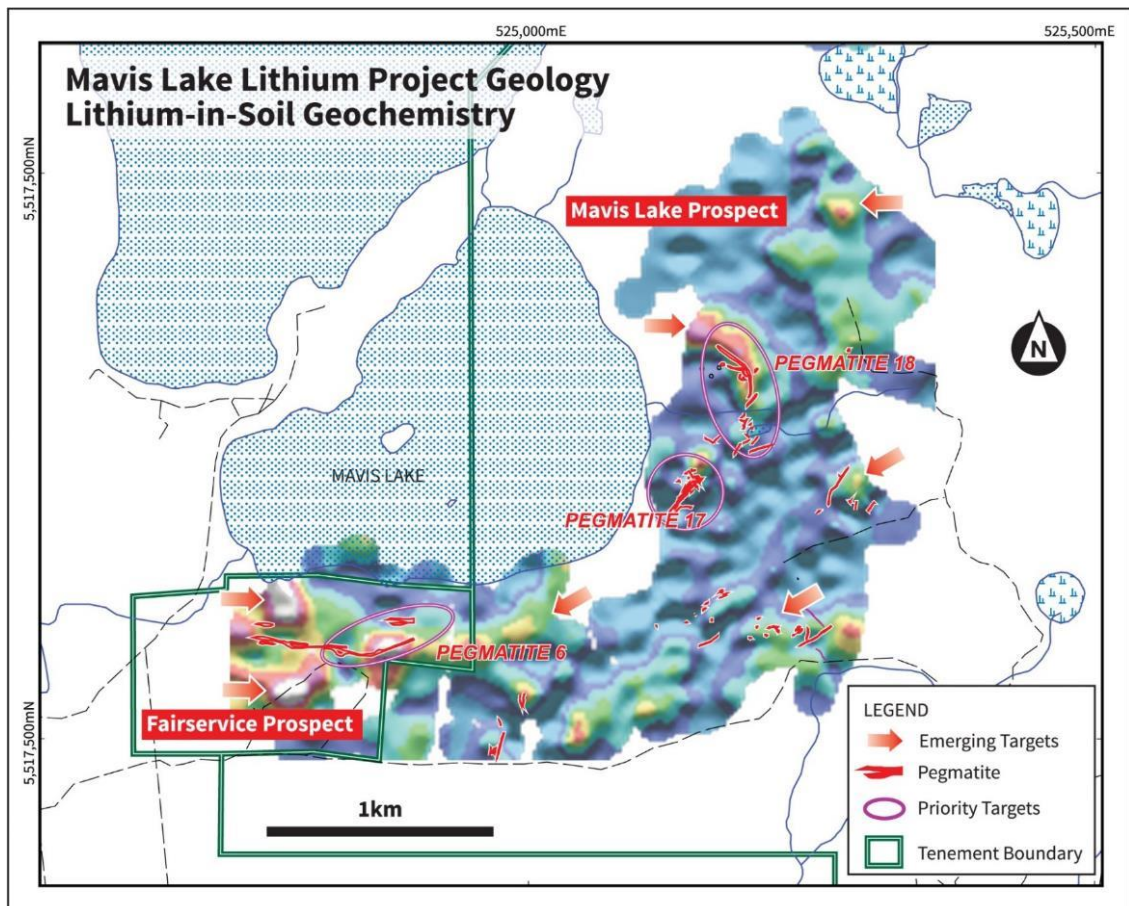 525,000mE
525,500mE
Mavis Lake Lithium Project Geology
Lithium-in-Soil Geochemistry
5,517,500mN
Mavis Lake Prospect
N
PEGMATITE 18
MAVIS LAKE
PEGMATITE 17
PEGMATITE 6
Fairservice Prospect
5,517,500mN
1km
LEGEND
Emerging Targets
Pegmatite
Priority Targets
Tenement Boundary